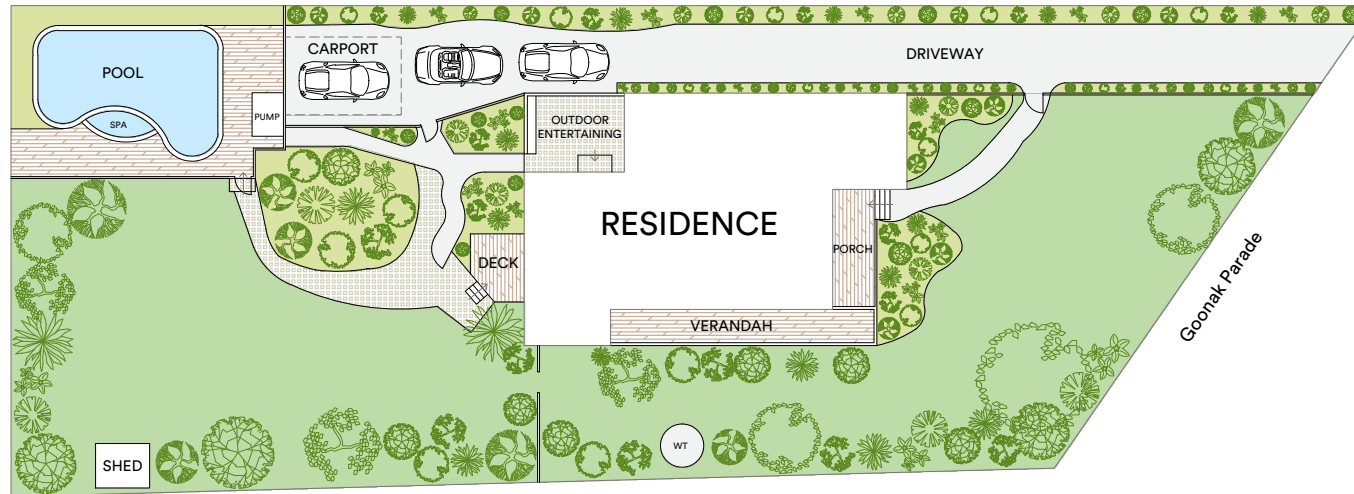 CARPORT
DRIVEWAY
POOL
PUMP
SPA
OUTDOOR
ENTERTAINING
RESIDENCE
PORCH
DECK
VERANDAH
Goonak Parade
WT
SHED